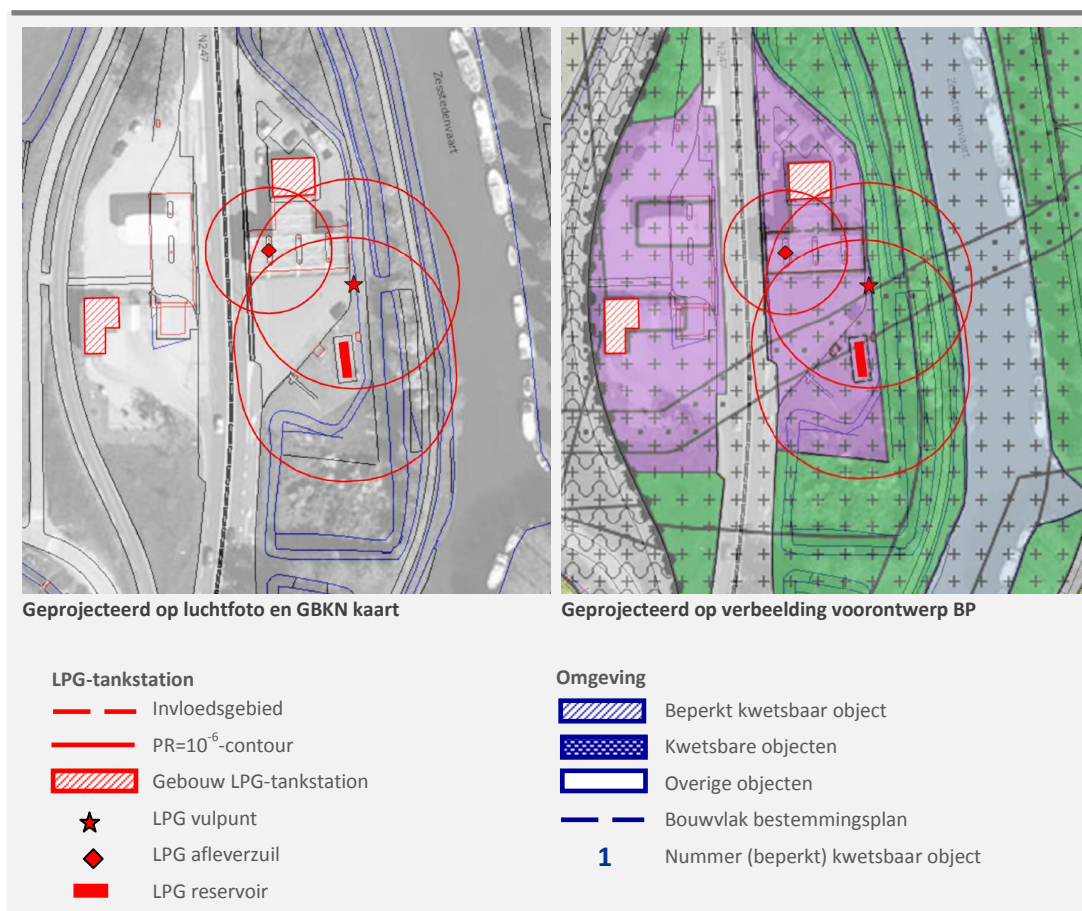 N247
Zesstedenvaart
N247
Zesstedenvaart
Geprojecteerd op luchtfoto en GBKN kaart
Geprojecteerd op verbeelding voorontwerp BP
LPG-tankstation
Invloedsgebied
PR=10⁻⁶-contour
Gebouw LPG-tankstation
LPG vulpunt
LPG afleverzuil
LPG reservoir
Omgeving
Beperkt kwetsbaar object
Kwetsbare objecten
Overige objecten
Bouwvlak bestemmingsplan
1 Nummer (beperkt) kwetsbaar object